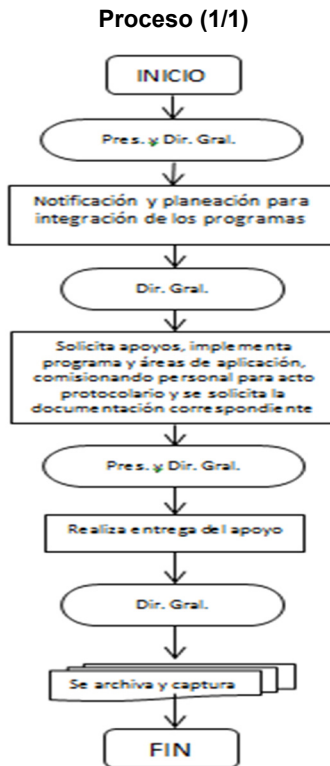 Proceso (1/1)
INICIO
Pres. y Dir. Gral.
Notificación y planeación para
integración de los programas
Dir. Gral.
Solicita apoyos, implementa
programa y áreas de aplicación,
comisionando personal para acto
protocolario y se solicita la
documentación correspondiente
Pres. y Dir. Gral.
Realiza entrega del apoyo
Dir. Gral.
Se archiva y captura
FIN